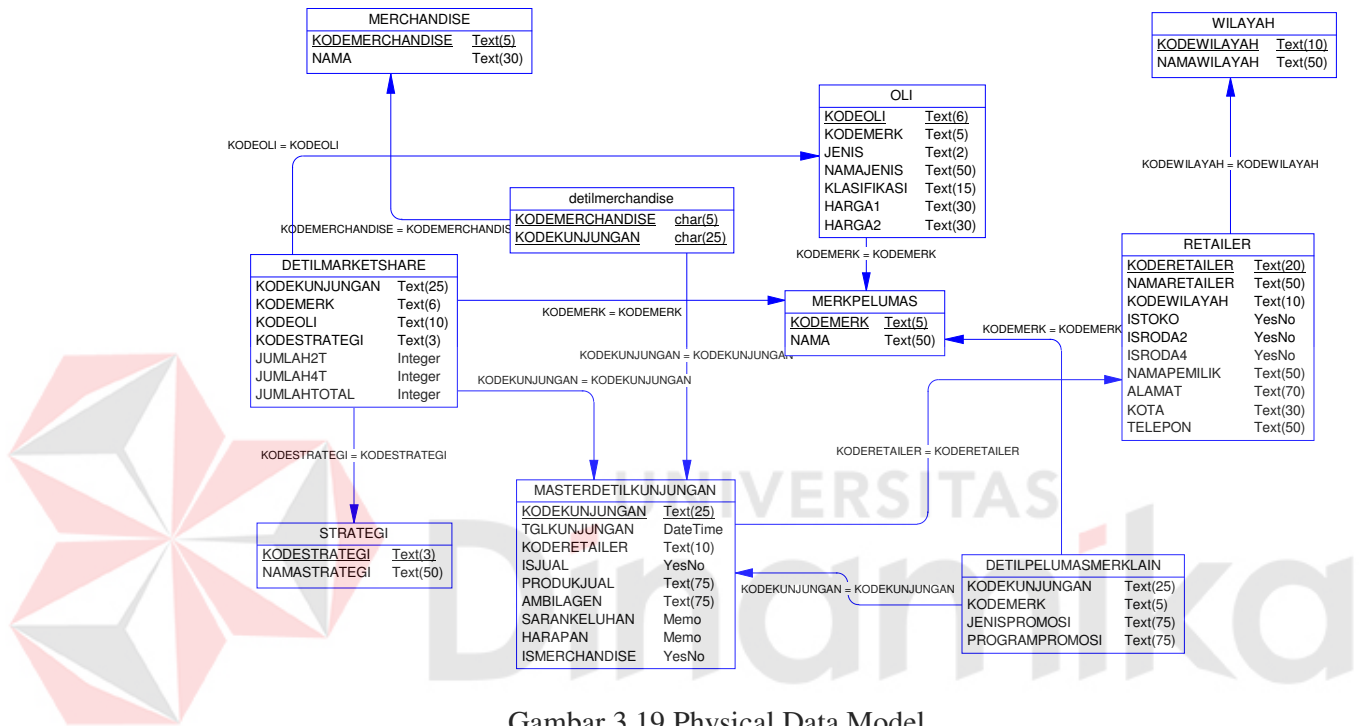 MERCHANDISE
KODEMERCHANDISE Text(5)
NAMA Text(30)
WILAYAH
KODEWILAYAH Text(10)
NAMAWILAYAH Text(50)
OLI
KODEOLI Text(6)
KODEMERK Text(5)
JENIS Text(2)
NAMAJENIS Text(50)
KLASIFIKASI Text(15)
HARGA1 Text(30)
HARGA2 Text(30)
KODEOLI = KODEOLI
KODEWILAYAH = KODEWILAYAH
detilmerchandise
KODEMERCHANDISE char(5)
KODEKUNJUNGAN char(25)
KODEMERCHANDISE = KODEMERCHANDIS
RETAILER
KODERETAILER Text(20)
NAMARETAILER Text(50)
KODEWILAYAH Text(10)
ISTOKO YesNo
ISRODA2 YesNo
ISRODA4 YesNo
NAMAPEMILIK Text(50)
ALAMAT Text(70)
KOTA Text(30)
TELEPON Text(50)
KODEMERK = KODEMERK
DETILMARKETSHARE
KODEKUNJUNGAN Text(25)
KODEMERK Text(6)
KODEOLI Text(10)
KODESTRATEGI Text(3)
JUMLAH2T Integer
JUMLAH4T Integer
JUMLAHTOTAL Integer
MERKPELUMAS
KODEMERK Text(5)
NAMA Text(50)
KODEMERK = KODEMERK
KODEMERK = KODEMERK
KODEKUNJUNGAN = KODEKUNJUNGAN
KODEKUNJUNGAN = KODEKUNJUNGAN
KODESTRATEGI = KODESTRATEGI
KODERETAILER = KODERETAILER
UNIVERSITAS
Dinamika
MASTERDETILKUNJUNGAN
KODEKUNJUNGAN Text(25)
TGLKUNJUNGAN DateTime
KODERETAILER Text(10)
ISJUAL YesNo
PRODUKJUAL Text(75)
AMBILAGEN Text(75)
SARANKELUHAN Memo
HARAPAN Memo
ISMERCHANDISE YesNo
STRATEGI
KODESTRATEGI Text(3)
NAMASTRATEGI Text(50)
KODEKUNJUNGAN = KODEKUNJUNGAN
DETILPELUMASMERKLAIN
KODEKUNJUNGAN Text(25)
KODEMERK Text(5)
JENISPROMOSI Text(75)
PROGRAMPROMOSI Text(75)
Gambar 3.19 Physical Data Model